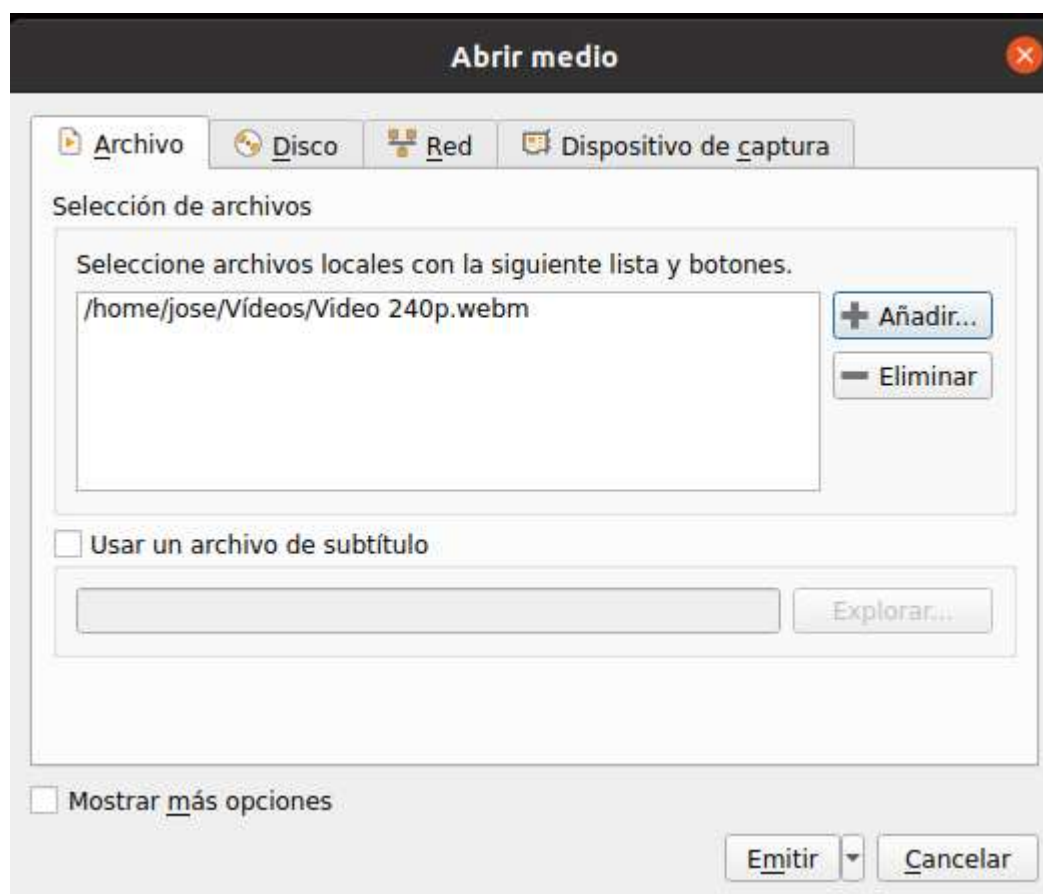 Abrir medio
Archivo
Disco
Red
Dispositivo de captura
Selección de archivos
Seleccione archivos locales con la siguiente lista y botones.
/home/jose/Vídeos/Video 240p.webm
Añadir...
Eliminar
Usar un archivo de subtítulo
Explorar...
Mostrar más opciones
Emitir
Cancelar